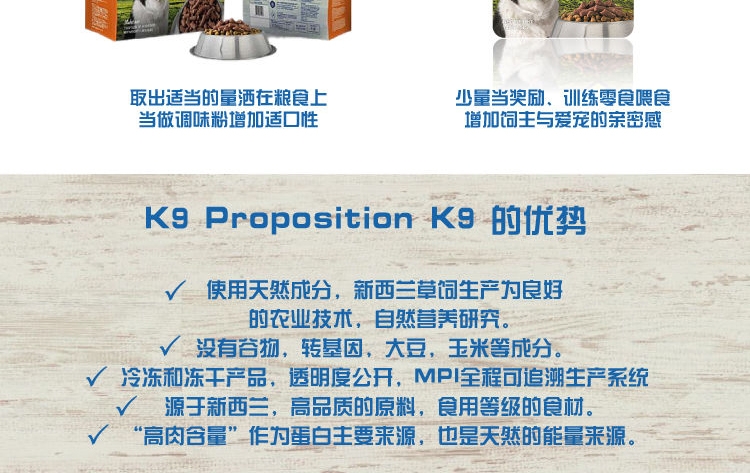 取出适当的量洒在粮食上
当做调味粉增加适口性
少量当奖励、训练零食喂食
增加饲主与爱宠的亲密感
K9 Proposition K9 的优势
✓ 使用天然成分，新西兰草饲生产为良好
的农业技术，自然营养研究。
✓ 没有谷物，转基因，大豆，玉米等成分。
✓ 冷冻和冻干产品，透明度公开，MPI全程可追溯生产系统
✓ 源于新西兰，高品质的原料，食用等级的食材。
✓ “高肉含量”作为蛋白主要来源，也是天然的能量来源。